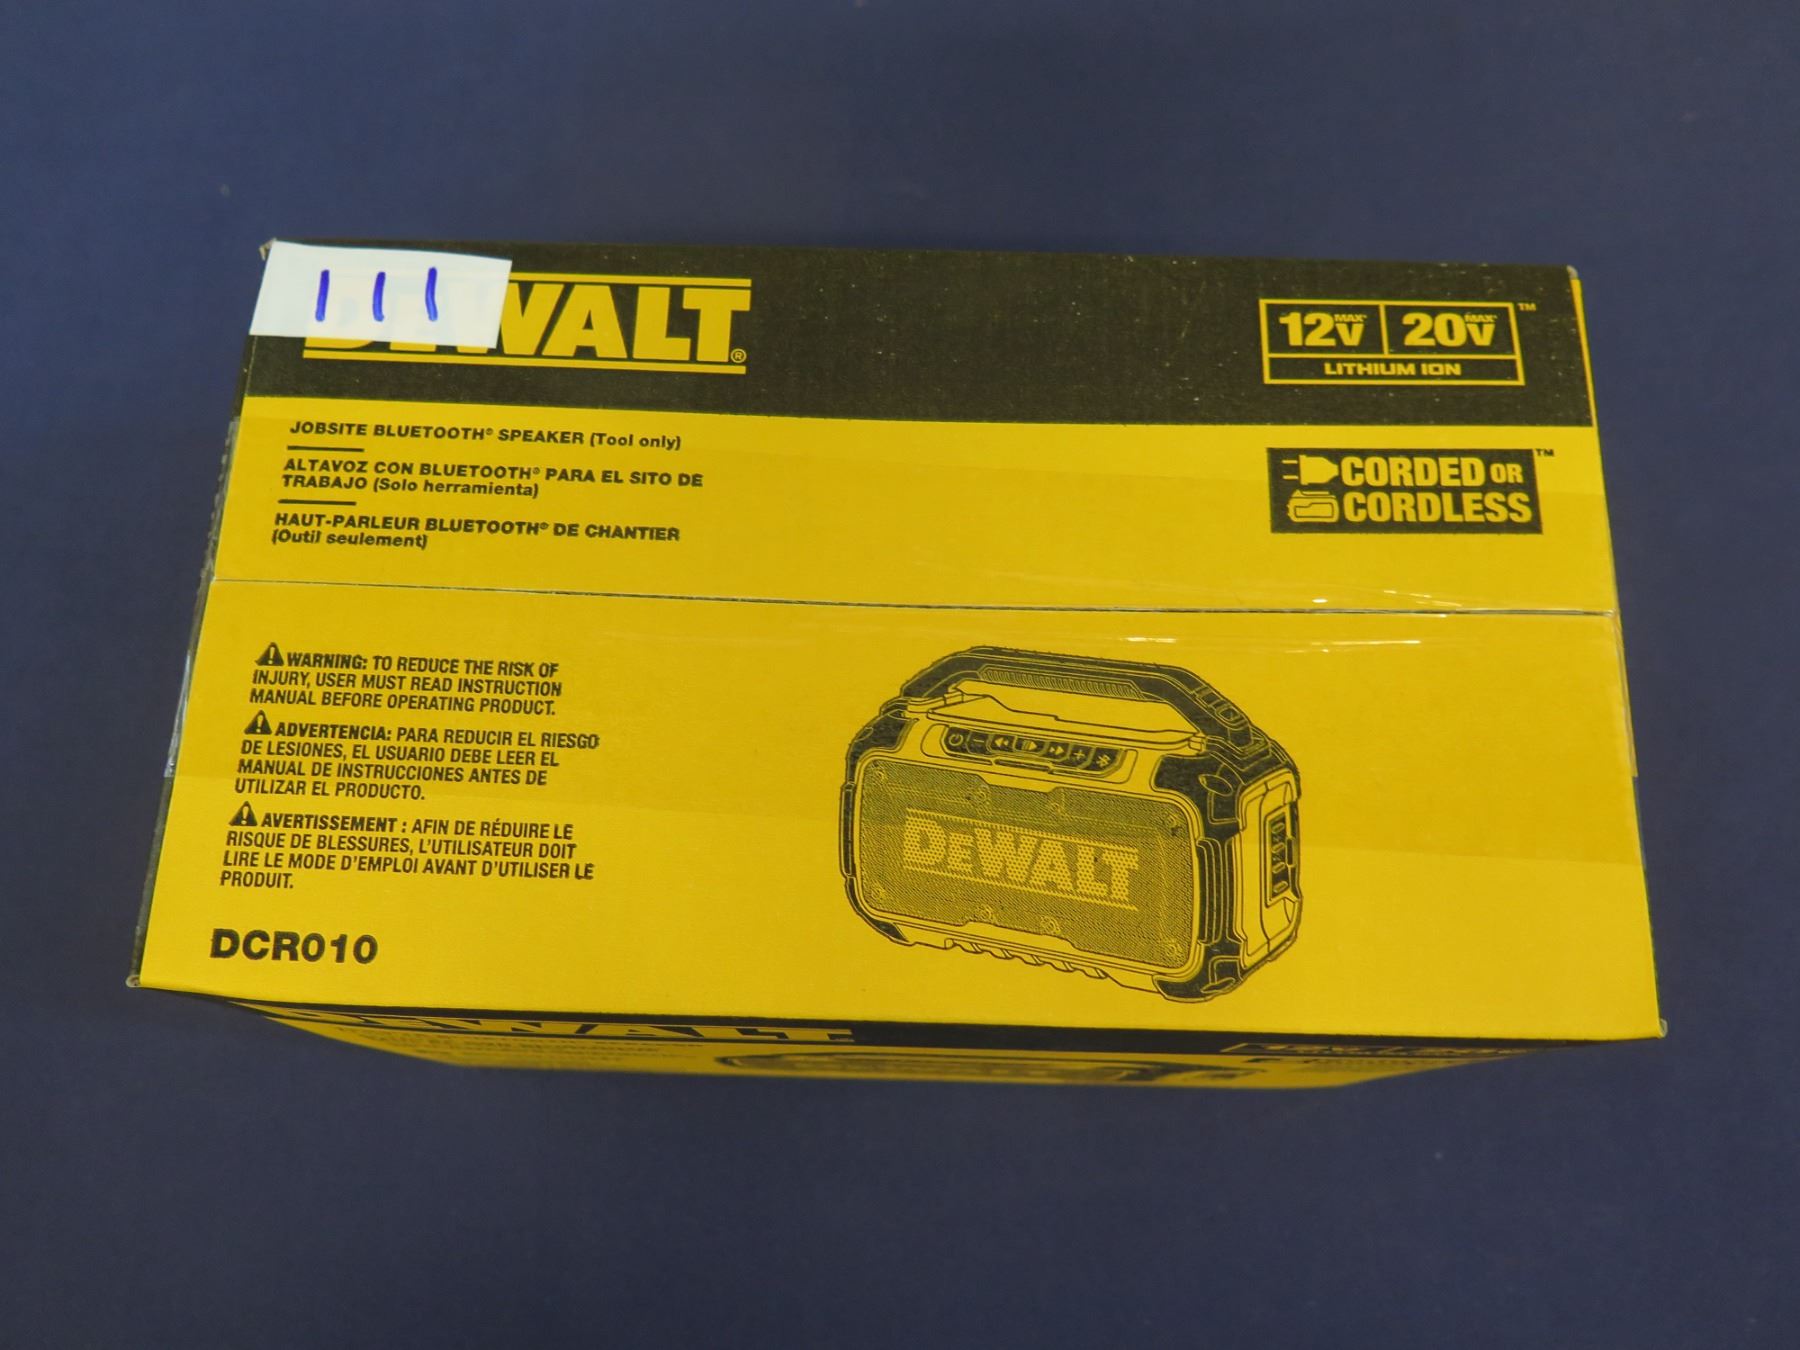 111
DEWALT®
12V MAX* 20V MAX* ™
LITHIUM ION
JOBSITE BLUETOOTH® SPEAKER (Tool only)
ALTAVOZ CON BLUETOOTH® PARA EL SITO DE
TRABAJO (Solo herramienta)
HAUT-PARLEUR BLUETOOTH® DE CHANTIER
(Outil seulement)
CORDED OR ™
CORDLESS
WARNING: TO REDUCE THE RISK OF
INJURY, USER MUST READ INSTRUCTION
MANUAL BEFORE OPERATING PRODUCT.
ADVERTENCIA: PARA REDUCIR EL RIESGO
DE LESIONES, EL USUARIO DEBE LEER EL
MANUAL DE INSTRUCCIONES ANTES DE
UTILIZAR EL PRODUCTO.
AVERTISSEMENT : AFIN DE RÉDUIRE LE
RISQUE DE BLESSURES, L'UTILISATEUR DOIT
LIRE LE MODE D'EMPLOI AVANT D'UTILISER LE
PRODUIT.
DCR010
DEWALT
DEWALT